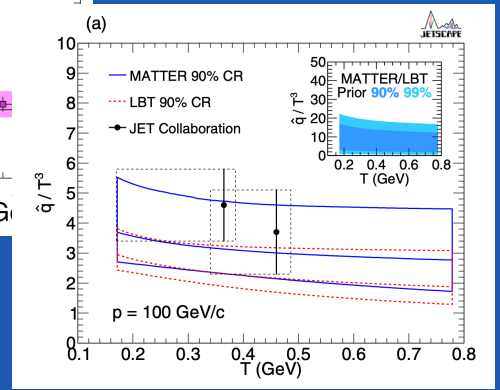 (a)
JETSCAPE
10
9
8
7
6
5
4
3
2
1
0
q̂ / T³
MATTER 90% CR
LBT 90% CR
JET Collaboration
50
40
30
20
10
0
q̂ / T³
MATTER/LBT
Prior 90% 99%
0.2 0.4 0.6 0.8
T (GeV)
p = 100 GeV/c
0.1 0.2 0.3 0.4 0.5 0.6 0.7 0.8
T (GeV)